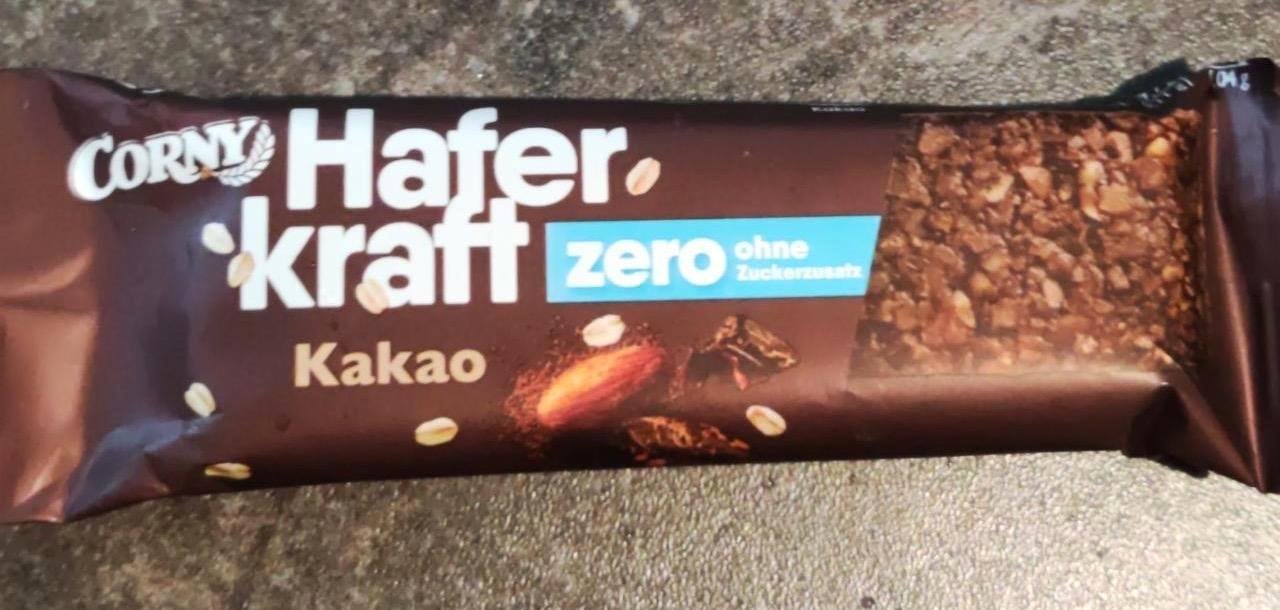 CORNY
Hafer
kraft
zero
ohne
Zuckerzusatz
Kakao